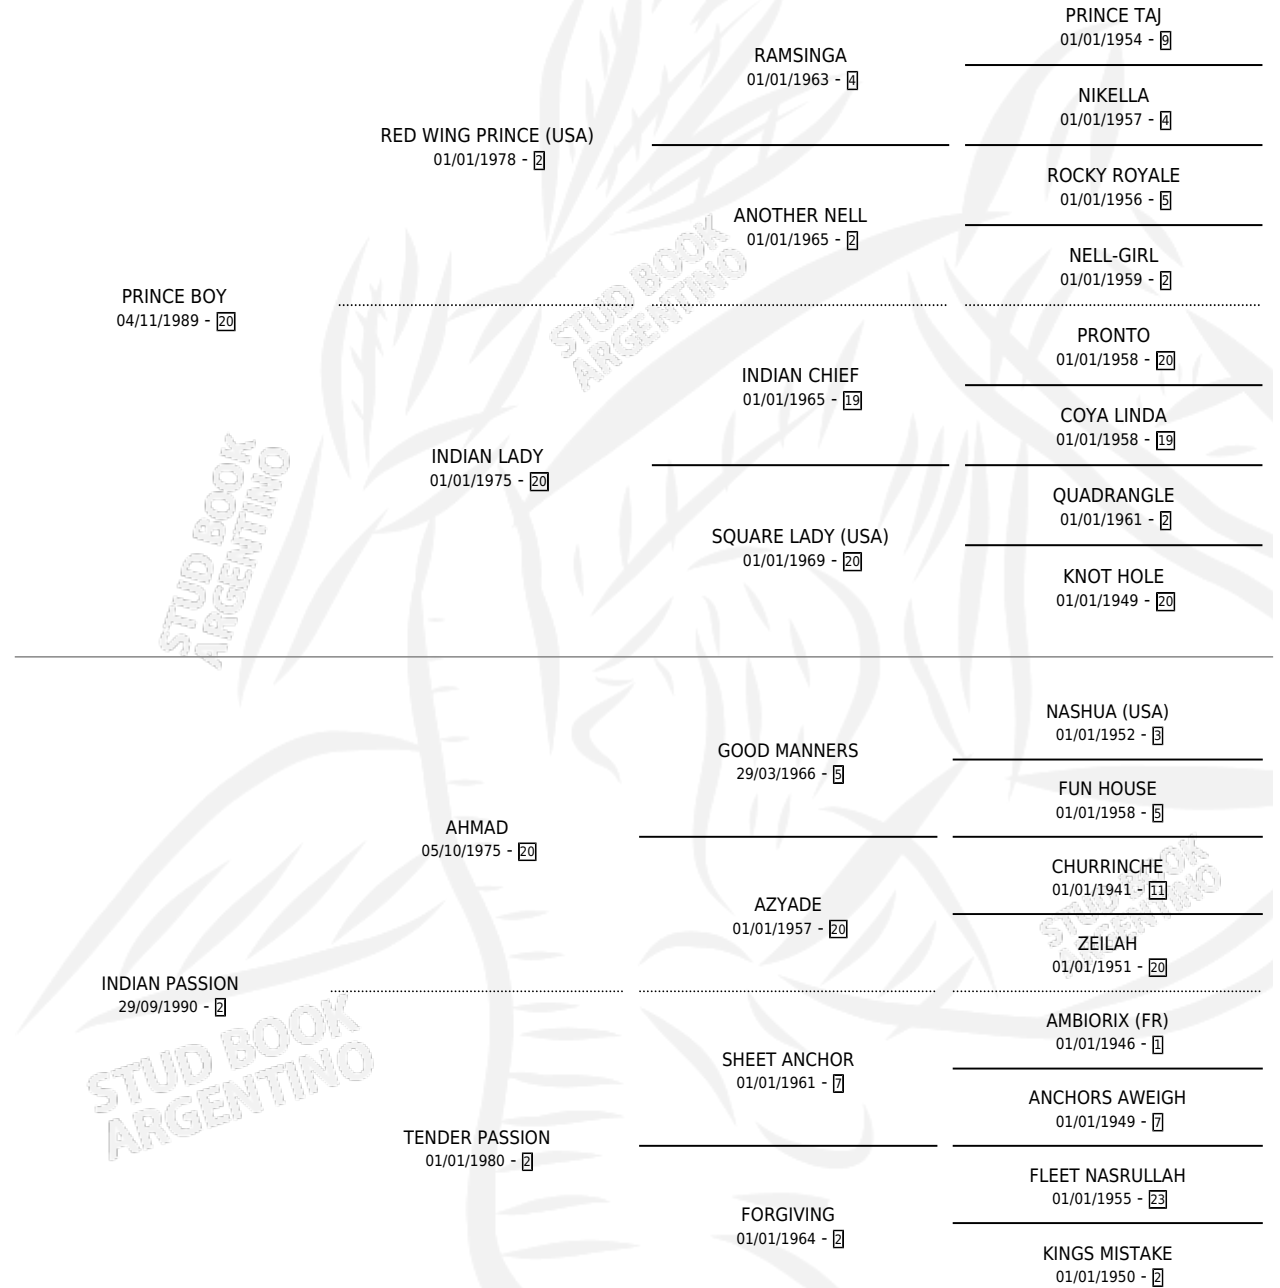 PRINCE TAJ
01/01/1954 - 9
RAMSINGA
01/01/1963 - 4
NIKELLA
01/01/1957 - 4
RED WING PRINCE (USA)
01/01/1978 - 2
ROCKY ROYALE
01/01/1956 - 5
ANOTHER NELL
01/01/1965 - 2
NELL-GIRL
01/01/1959 - 2
PRINCE BOY
04/11/1989 - 20
STUD BOOK
ARGENTINO
PRONTO
01/01/1958 - 20
INDIAN CHIEF
01/01/1965 - 19
COYA LINDA
01/01/1958 - 19
INDIAN LADY
01/01/1975 - 20
QUADRANGLE
01/01/1961 - 2
SQUARE LADY (USA)
01/01/1969 - 20
KNOT HOLE
01/01/1949 - 20
STUD BOOK
ARGENTINO
NASHUA (USA)
01/01/1952 - 3
GOOD MANNERS
29/03/1966 - 5
FUN HOUSE
01/01/1958 - 5
AHMAD
05/10/1975 - 20
CHURRINCHE
01/01/1941 - 11
AZYADE
01/01/1957 - 20
STUD BOOK
ARGENTINO
ZEILAH
01/01/1951 - 20
INDIAN PASSION
29/09/1990 - 2
AMBIORIX (FR)
01/01/1946 - 1
SHEET ANCHOR
01/01/1961 - 7
STUD BOOK
ARGENTINO
ANCHORS AWEIGH
01/01/1949 - 7
TENDER PASSION
01/01/1980 - 2
FLEET NASRULLAH
01/01/1955 - 23
FORGIVING
01/01/1964 - 2
KINGS MISTAKE
01/01/1950 - 2